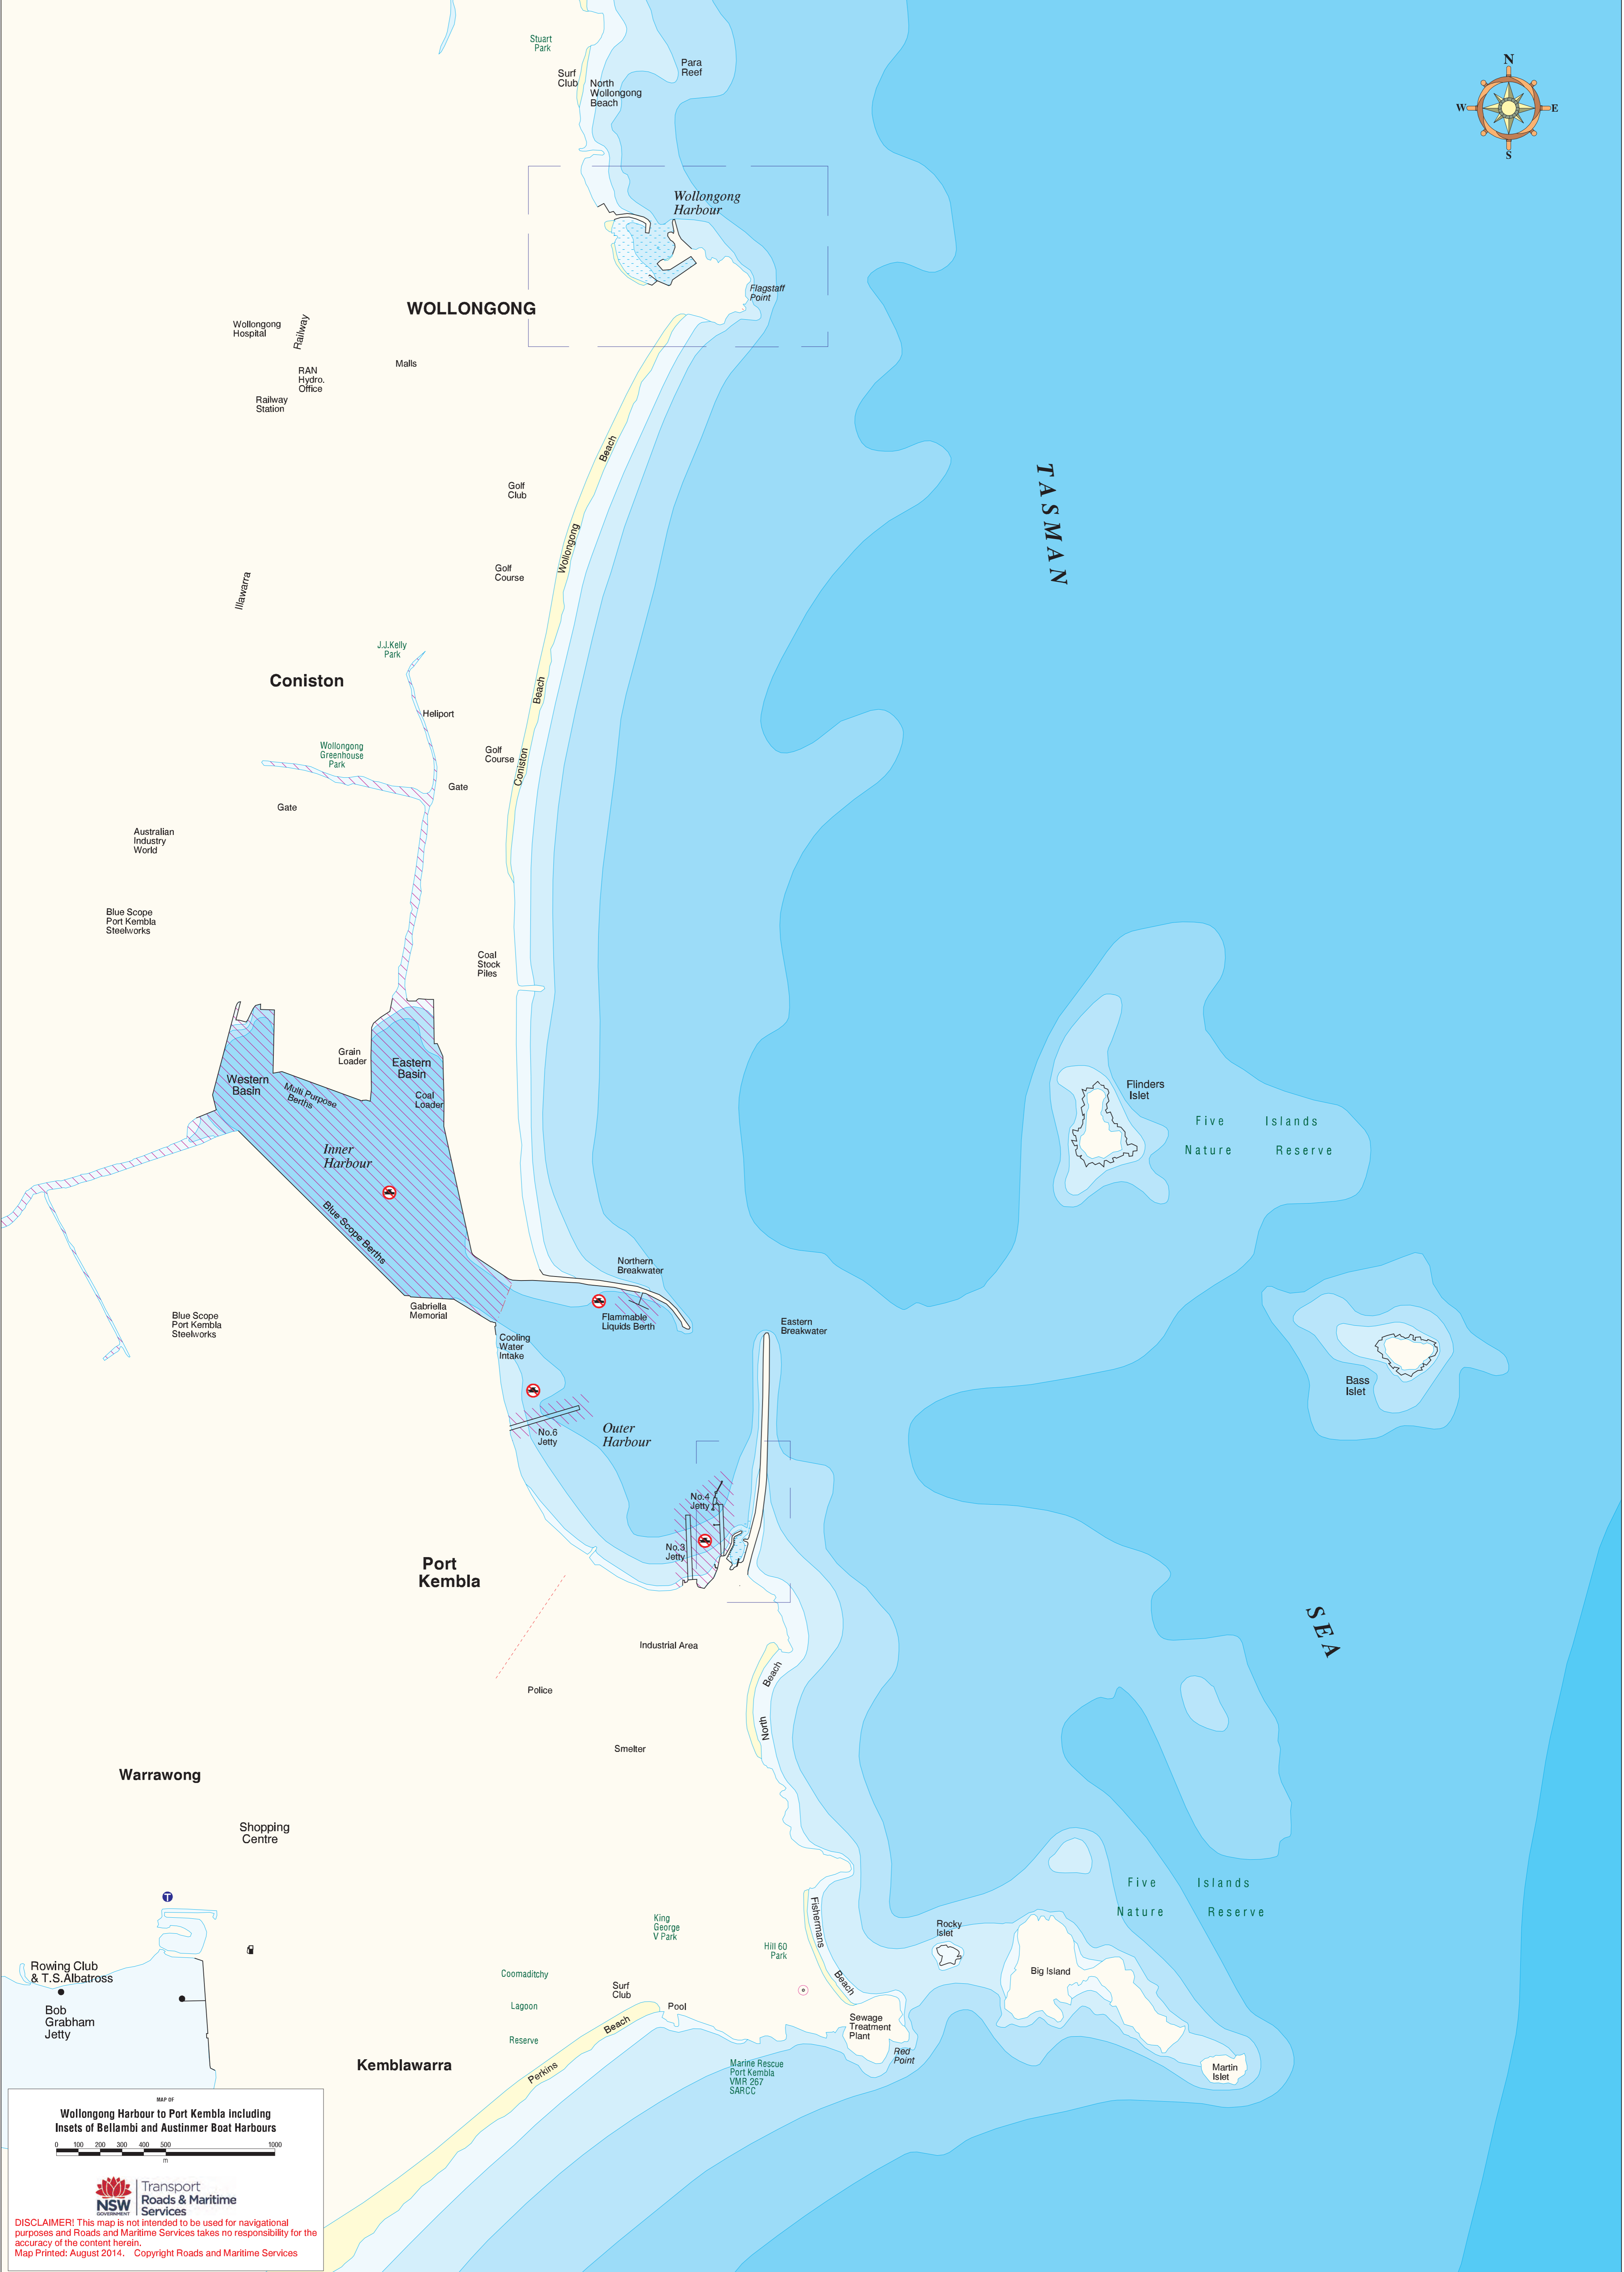 Stuart
Park
Surf
Club
North
Wollongong
Beach
Para
Reef
N
W
E
S
Wollongong
Harbour
Flagstaff
Point
WOLLONGONG
Wollongong
Hospital
Railway
RAN
Hydro.
Office
Railway
Station
Malls
Beach
Wollongong
Golf
Club
Golf
Course
TASMAN
Illawarra
J.J.Kelly
Park
Coniston
Heliport
Beach
Coniston
Wollongong
Greenhouse
Park
Golf
Course
Gate
Gate
Australian
Industry
World
Blue Scope
Port Kembla
Steelworks
Coal
Stock
Piles
Grain
Loader
Eastern
Basin
Western
Basin
Multi Purpose
Berths
Coal
Loader
Flinders
Islet
Five Islands
Nature Reserve
Inner
Harbour
Blue Scope Berths
Northern
Breakwater
Gabriella
Memorial
Flammable
Liquids Berth
Blue Scope
Port Kembla
Steelworks
Cooling
Water
Intake
Eastern
Breakwater
Bass
Islet
No.6
Jetty
Outer
Harbour
No.4
Jetty
No.3
Jetty
Port
Kembla
SEA
Industrial Area
Beach
North
Police
Smelter
Warrawong
Shopping
Centre
T
Five Islands
Nature Reserve
King
George
V Park
Hill 60
Park
Fishermans
Beach
Rocky
Islet
Big Island
Rowing Club
& T.S.Albatross
Bob
Grabham
Jetty
Coomaditchy
Lagoon
Reserve
Surf
Club
Pool
Beach
Perkins
Sewage
Treatment
Plant
Red
Point
Kemblawarra
Marine Rescue
Port Kembla
VMR 267
SARCC
Martin
Islet
MAP OF
Wollongong Harbour to Port Kembla including
Insets of Bellambi and Austinmer Boat Harbours
0 100 200 300 400 500 1000
m
NSW
GOVERNMENT
Transport
Roads & Maritime
Services
DISCLAIMER! This map is not intended to be used for navigational
purposes and Roads and Maritime Services takes no responsibility for the
accuracy of the content herein.
Map Printed: August 2014. Copyright Roads and Maritime Services